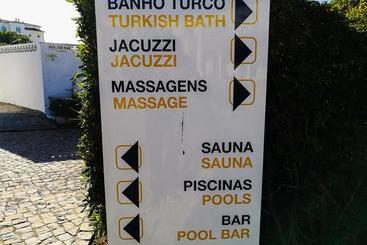 BANHO TURCO
TURKISH BATH
JACUZZI
JACUZZI
MASSAGENS
MASSAGE
SAUNA
SAUNA
PISCINAS
POOLS
BAR
POOL BAR